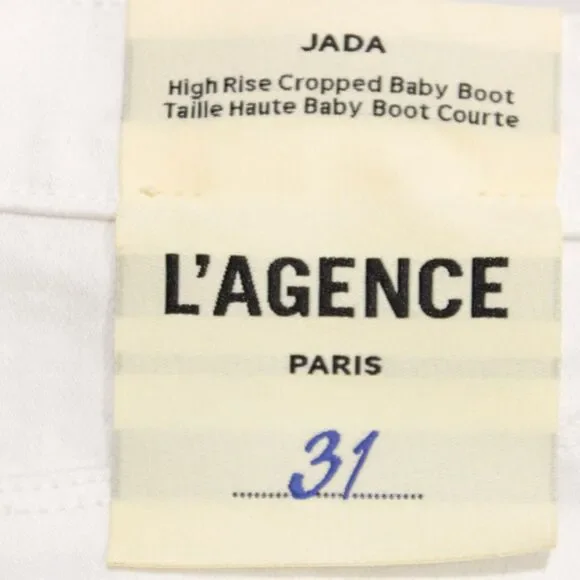 JADA
High Rise Cropped Baby Boot
Taille Haute Baby Boot Courte
L'AGENCE
PARIS
31